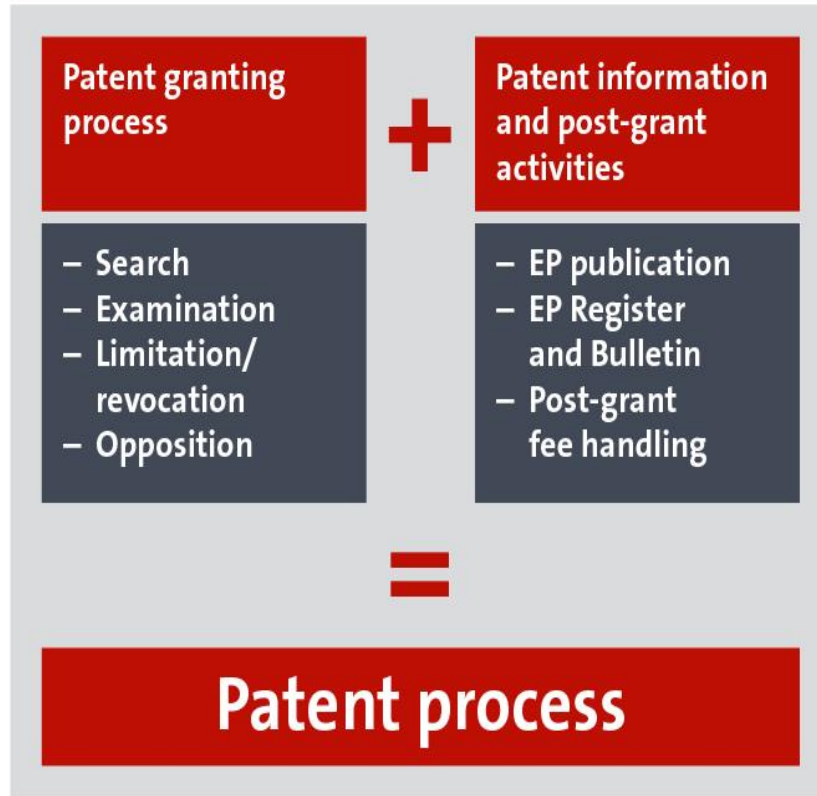 Patent granting
process
– Search
– Examination
– Limitation/
revocation
– Opposition
+
Patent information
and post-grant
activities
– EP publication
– EP Register
and Bulletin
– Post-grant
fee handling
=
Patent process